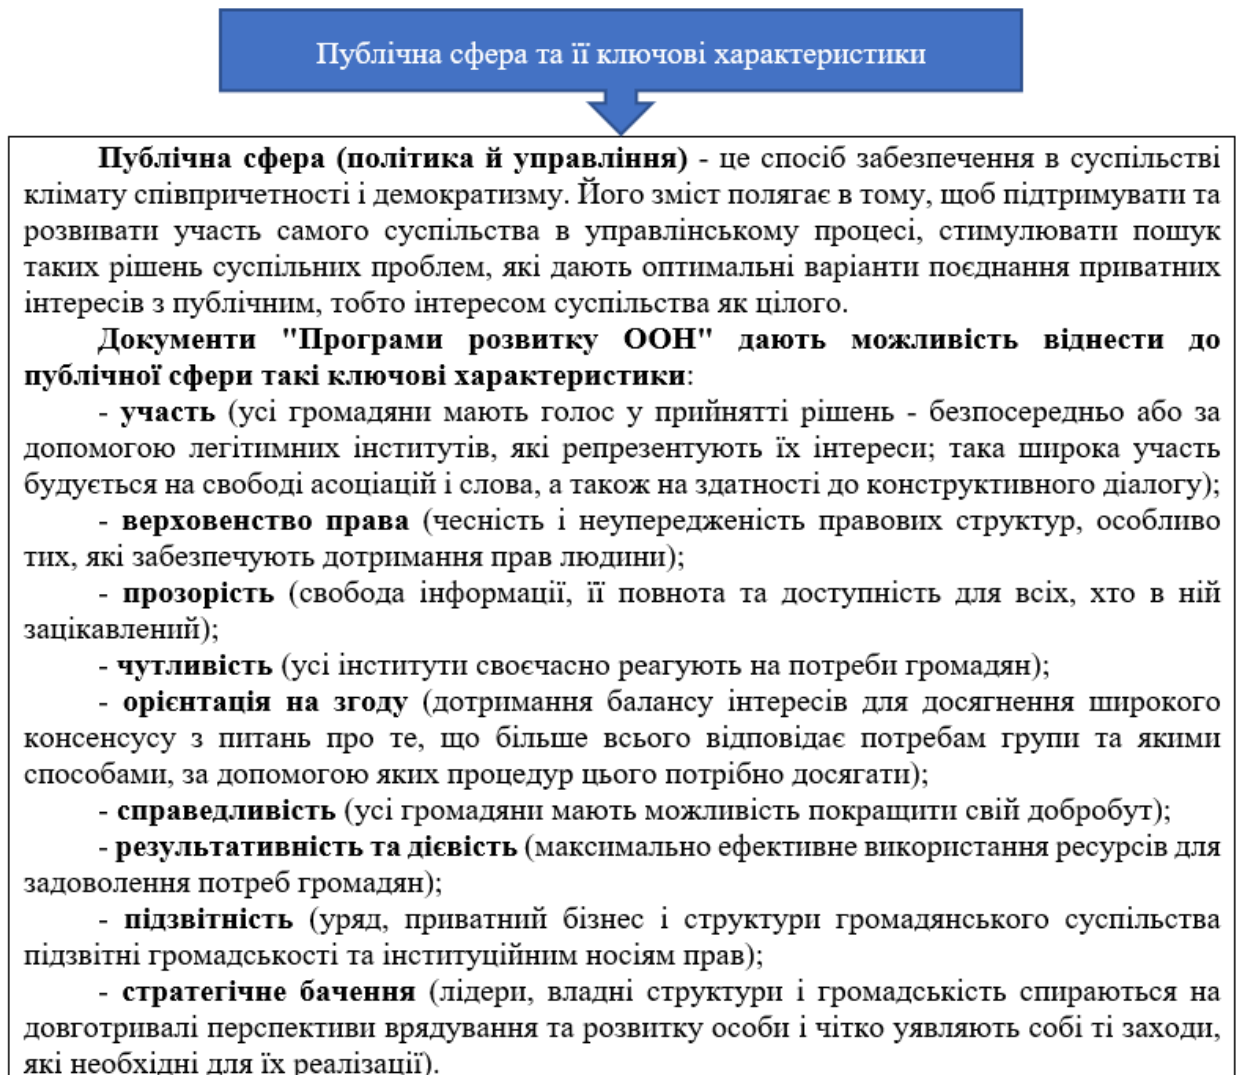 Публічна сфера та її ключові характеристики
Публічна сфера (політика й управління) - це спосіб забезпечення в суспільстві
клімату співпричетності і демократизму. Його зміст полягає в тому, щоб підтримувати та
розвивати участь самого суспільства в управлінському процесі, стимулювати пошук
таких рішень суспільних проблем, які дають оптимальні варіанти поєднання приватних
інтересів з публічним, тобто інтересом суспільства як цілого.
Документи "Програми розвитку ООН" дають можливість віднести до
публічної сфери такі ключові характеристики:
- участь (усі громадяни мають голос у прийнятті рішень - безпосередньо або за
допомогою легітимних інститутів, які репрезентують їх інтереси; така широка участь
будується на свободі асоціацій і слова, а також на здатності до конструктивного діалогу);
- верховенство права (чесність і неупередженість правових структур, особливо
тих, які забезпечують дотримання прав людини);
- прозорість (свобода інформації, її повнота та доступність для всіх, хто в ній
зацікавлений);
- чутливість (усі інститути своєчасно реагують на потреби громадян);
- орієнтація на згоду (дотримання балансу інтересів для досягнення широкого
консенсусу з питань про те, що більше всього відповідає потребам групи та якими
способами, за допомогою яких процедур цього потрібно досягати);
- справедливість (усі громадяни мають можливість покращити свій добробут);
- результативність та дієвість (максимально ефективне використання ресурсів для
задоволення потреб громадян);
- підзвітність (уряд, приватний бізнес і структури громадянського суспільства
підзвітні громадськості та інституційним носіям прав);
- стратегічне бачення (лідери, владні структури і громадськість спираються на
довготривалі перспективи врядування та розвитку особи і чітко уявляють собі ті заходи,
які необхідні для їх реалізації).